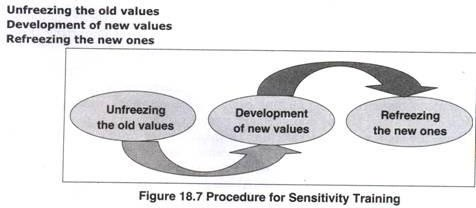 Unfreezing the old values
Development of new values
Refreezing the new ones
Unfreezing
the old values
Development
of new values
Refreezing
the new ones
Figure 18.7 Procedure for Sensitivity Training